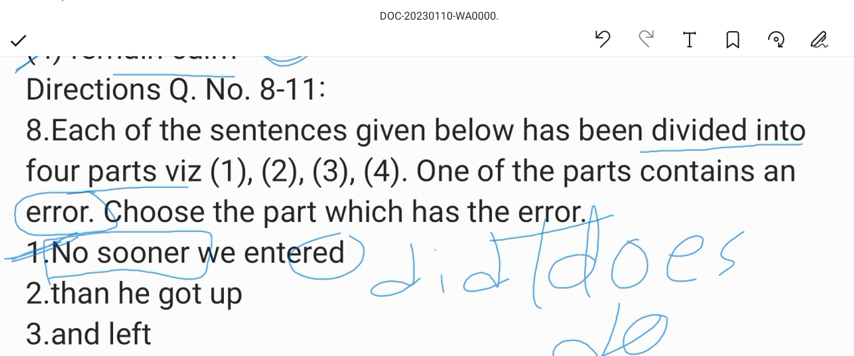 DOC-20230110-WA0000.
T
Directions Q. No. 8-11:
8.Each of the sentences given below has been divided into
four parts viz (1), (2), (3), (4). One of the parts contains an
error. Choose the part which has the error.
1.No sooner we entered
did/does
2.than he got up
do
3.and left